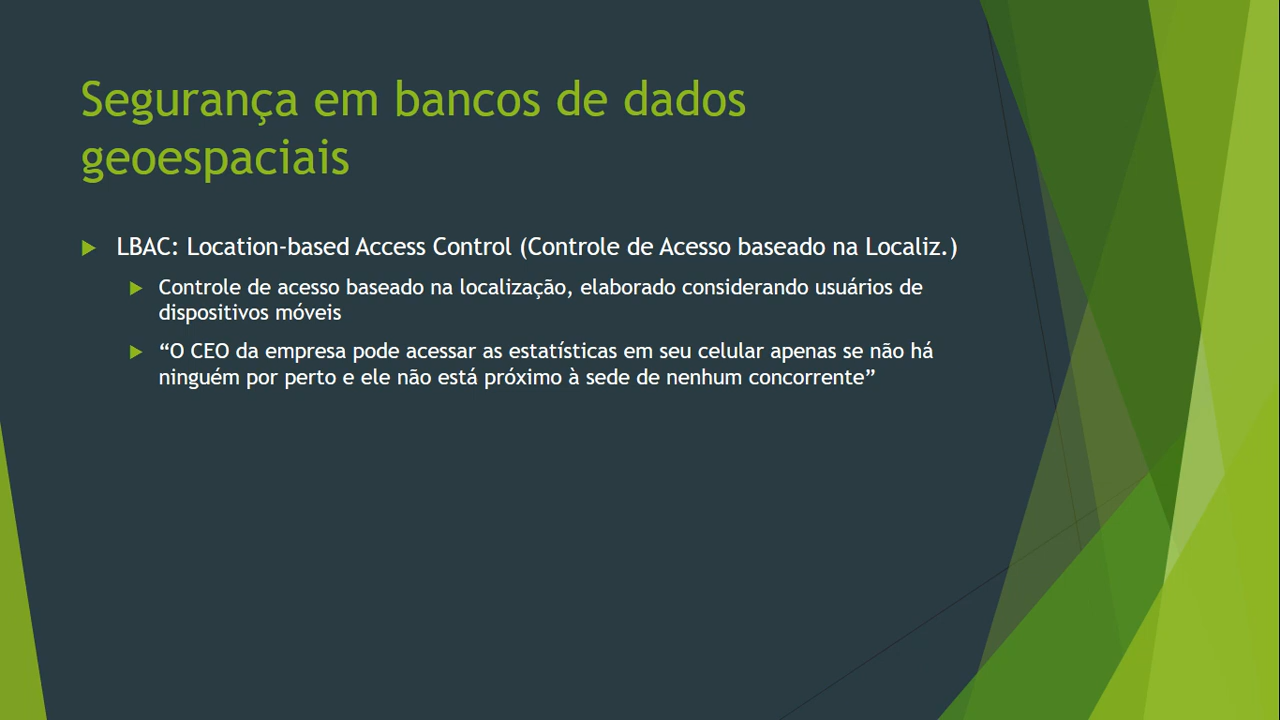 Segurança em bancos de dados
geoespaciais
LBAC: Location-based Access Control (Controle de Acesso baseado na Localiz.)
Controle de acesso baseado na localização, elaborado considerando usuários de
dispositivos móveis
“O CEO da empresa pode acessar as estatísticas em seu celular apenas se não há
ninguém por perto e ele não está próximo à sede de nenhum concorrente”